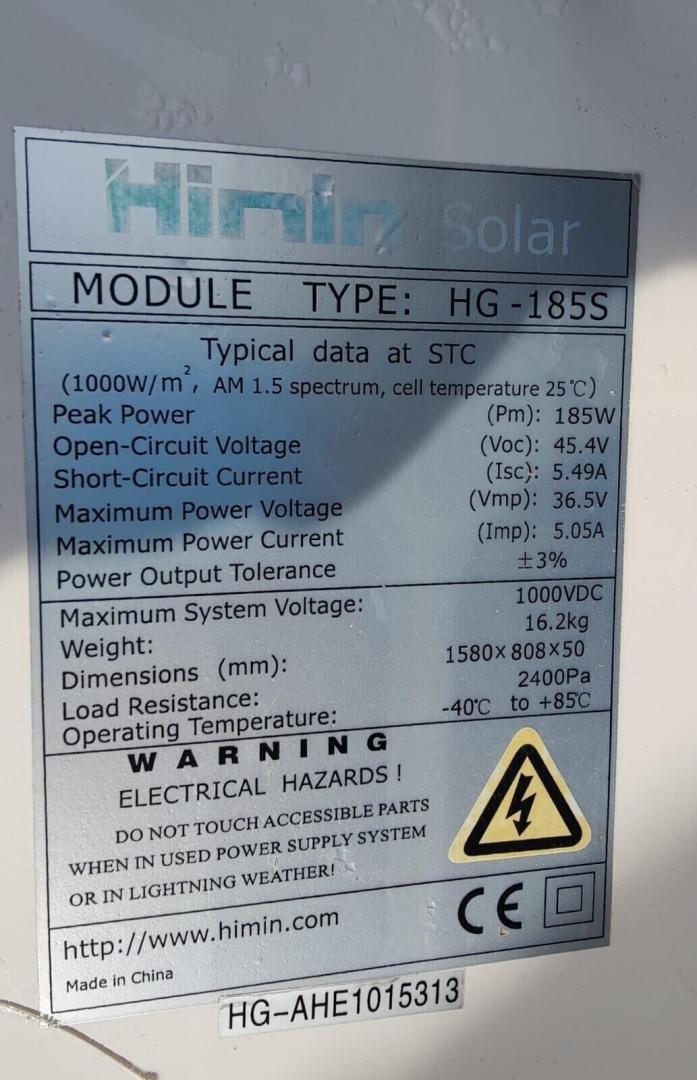 Himin Solar
MODULE TYPE: HG-185S
Typical data at STC
(1000W/m², AM 1.5 spectrum, cell temperature 25℃)
Peak Power (Pm): 185W
Open-Circuit Voltage (Voc): 45.4V
Short-Circuit Current (Isc): 5.49A
Maximum Power Voltage (Vmp): 36.5V
Maximum Power Current (Imp): 5.05A
Power Output Tolerance ±3%
Maximum System Voltage: 1000VDC
Weight: 16.2kg
Dimensions (mm): 1580×808×50
Load Resistance: 2400Pa
Operating Temperature: -40℃ to +85℃
WARNING
ELECTRICAL HAZARDS!
DO NOT TOUCH ACCESSIBLE PARTS
WHEN IN USED POWER SUPPLY SYSTEM
OR IN LIGHTNING WEATHER!
CE
http://www.himin.com
Made in China
HG-AHE1015313